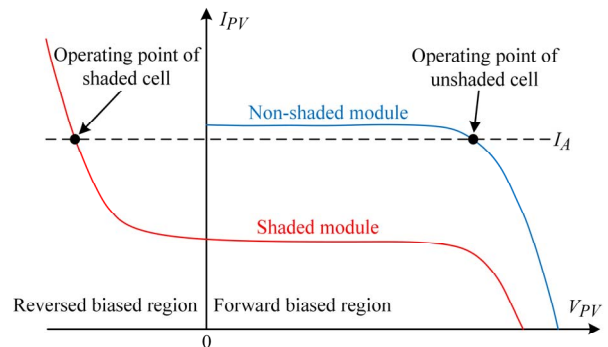 I_PV
Operating point of
shaded cell
Operating point of
unshaded cell
Non-shaded module
I_A
Shaded module
Reversed biased region
Forward biased region
V_PV
0